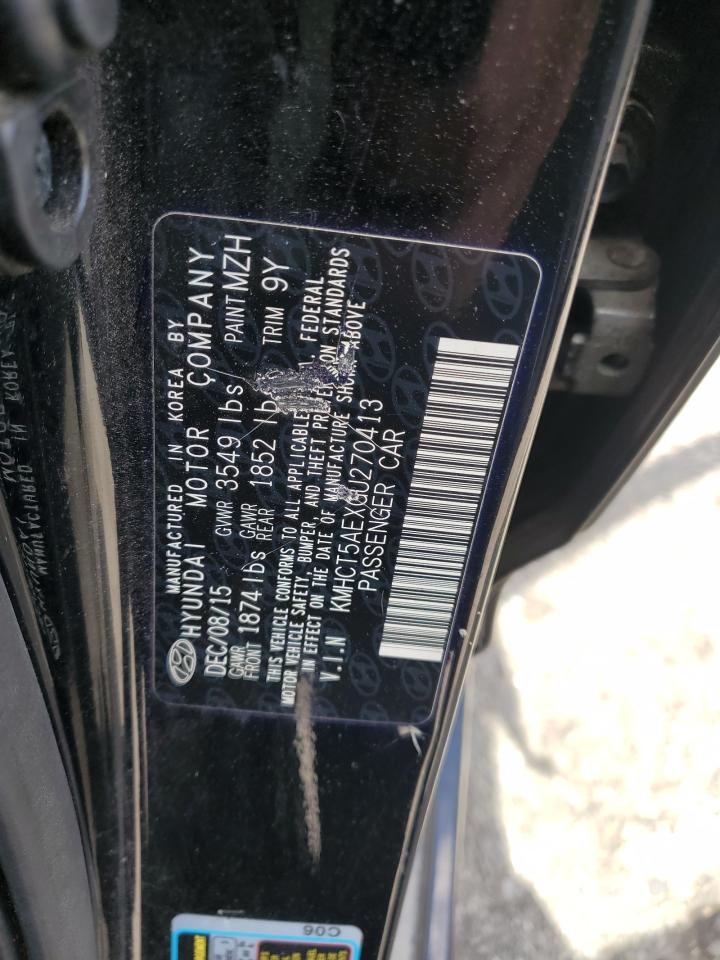 MANUFACTURED IN KOREA BY
HYUNDAI MOTOR COMPANY
DEC/08/15 GVWR 3549 lbs PAINT MZH
GAWR FRONT 1874 lbs GAWR REAR 1852 lb TRIM 9Y
THIS VEHICLE CONFORMS TO ALL APPLICABLE FEDERAL
MOTOR VEHICLE SAFETY, BUMPER, AND THEFT STANDARDS
IN EFFECT ON THE DATE OF MANUFACTURE ABOVE
V.I.N KMHCT5AEXGU270413
PASSENGER CAR
C06